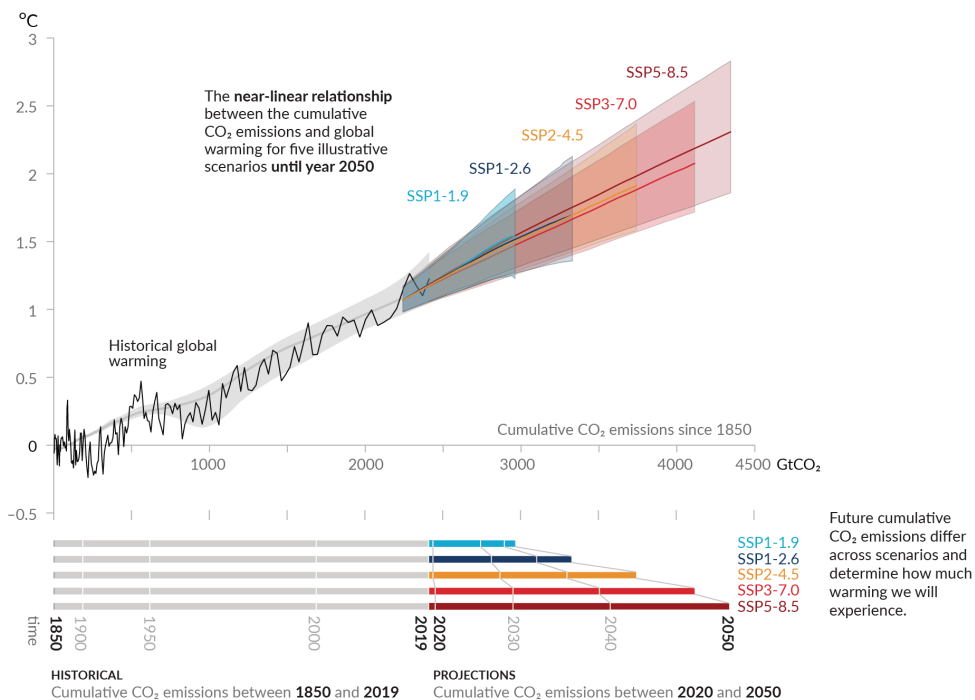 °C
3
SSP5-8.5
The near-linear relationship
between the cumulative
CO₂ emissions and global
warming for five illustrative
scenarios until year 2050
SSP3-7.0
2.5
SSP2-4.5
SSP1-2.6
2
SSP1-1.9
1.5
1
Historical global
warming
0.5
Cumulative CO₂ emissions since 1850
0
1000
2000
3000
4000
4500 GtCO₂
−0.5
SSP1-1.9
SSP1-2.6
SSP2-4.5
SSP3-7.0
SSP5-8.5
Future cumulative
CO₂ emissions differ
across scenarios and
determine how much
warming we will
experience.
time
1850
1900
1950
2000
2019
2020
2030
2040
2050
HISTORICAL
Cumulative CO₂ emissions between 1850 and 2019
PROJECTIONS
Cumulative CO₂ emissions between 2020 and 2050